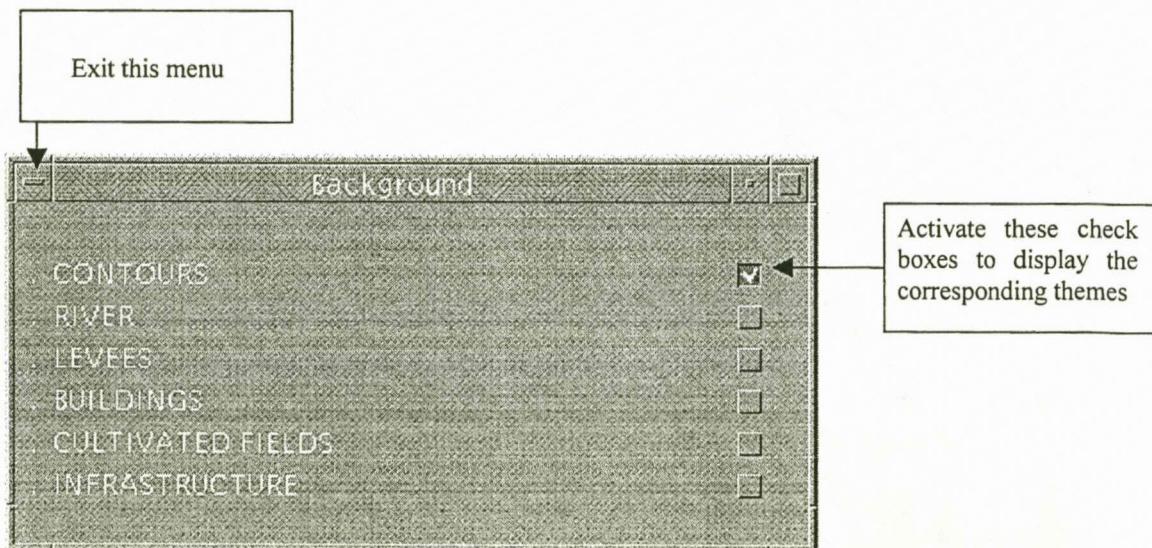 Exit this menu
Background
Activate these check
boxes to display the
corresponding themes
CONTOURS
RIVER
LEVEES
BUILDINGS
CULTIVATED FIELDS
INFRASTRUCTURE